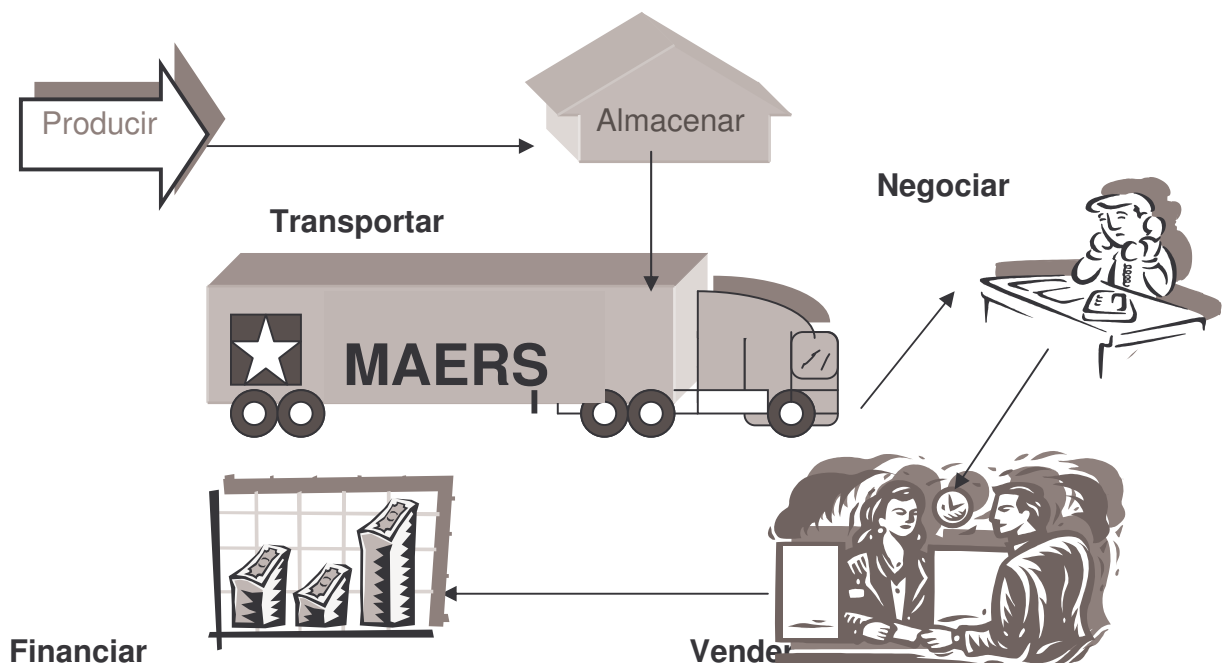 Producir
Almacenar
Negociar
Transportar
MAERS
Financiar
Vender